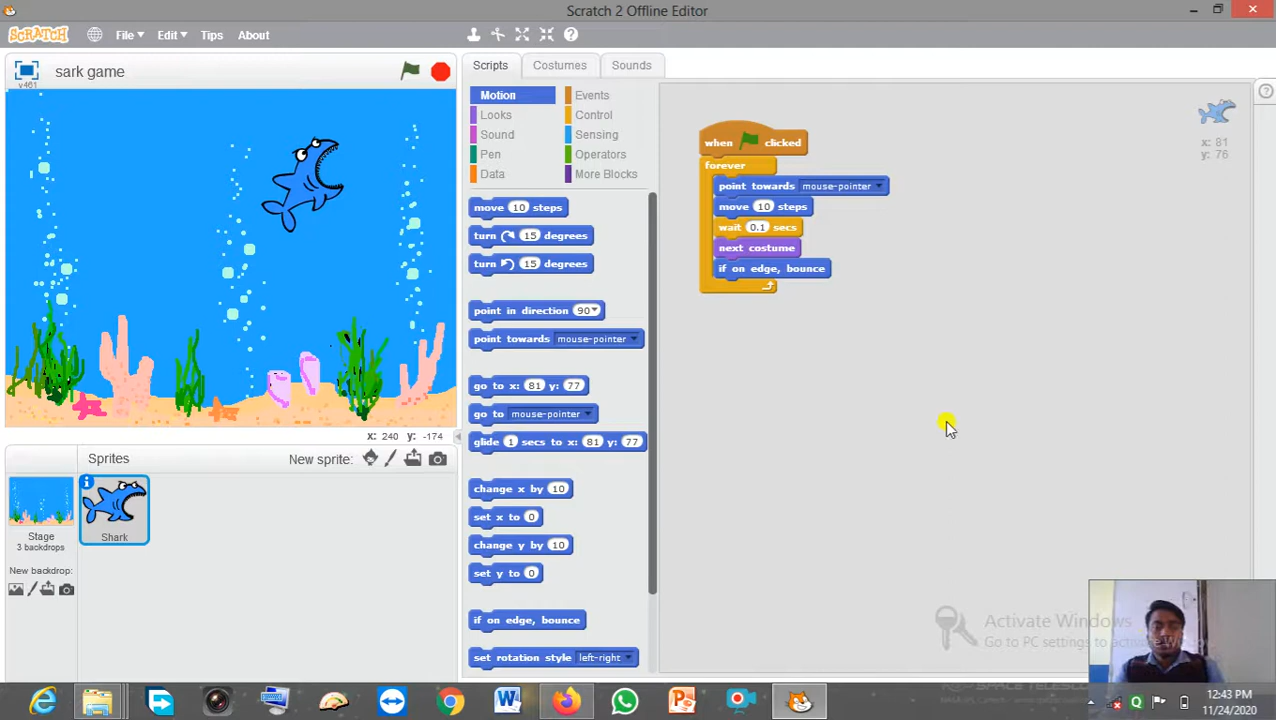 Scratch 2 Offline Editor
SCRATCH File Edit Tips About
v461 sark game
Scripts Costumes Sounds
Motion Events
Looks Control
Sound Sensing
Pen Operators
Data More Blocks
move 10 steps
turn 15 degrees
turn 15 degrees
point in direction 90
point towards mouse-pointer
go to x: 81 y: 77
go to mouse-pointer
glide 1 secs to x: 81 y: 77
change x by 10
set x to 0
change y by 10
set y to 0
if on edge, bounce
set rotation style left-right
when clicked
forever
point towards mouse-pointer
move 10 steps
wait 0.1 secs
next costume
if on edge, bounce
x: 81
y: 76
x: 240 y: -174
Sprites New sprite:
Stage
3 backdrops
Shark
New backdrop:
Activate Windows
Go to PC settings to activate
12:43 PM
11/24/2020